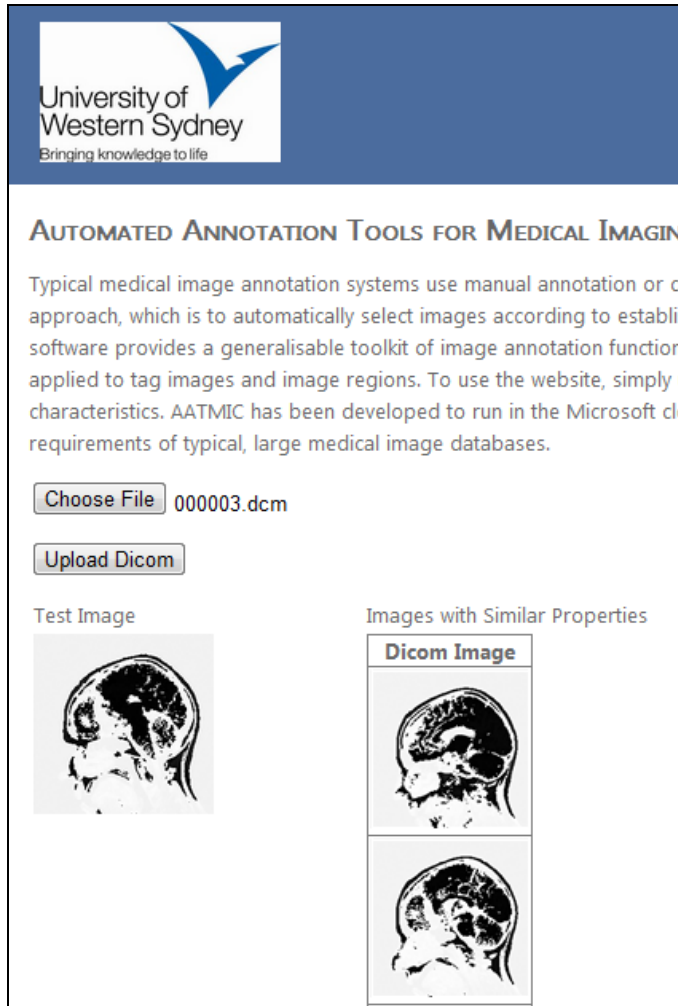 University of
Western Sydney
Bringing knowledge to life
AUTOMATED ANNOTATION TOOLS FOR MEDICAL
Typical medical image annotation systems use manual annotation or
approach, which is to automatically select images according to
software provides a generalisable toolkit of image annotation
applied to tag images and image regions. To use the website, simply
characteristics. AATMIC has been developed to run in the Microsoft
requirements of typical, large medical image databases.
Choose File 000003.dcm
Upload Dicom
Test Image
Images with Similar Properties
Dicom Image